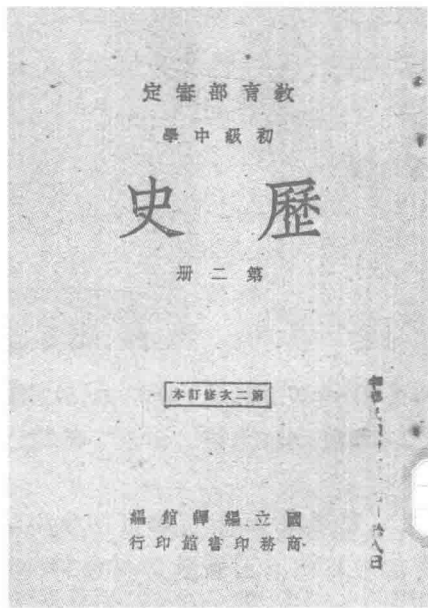 教育部審定
初級中學
歷史
第二册
第二次修訂本
國立編譯館編
商務印書館印行